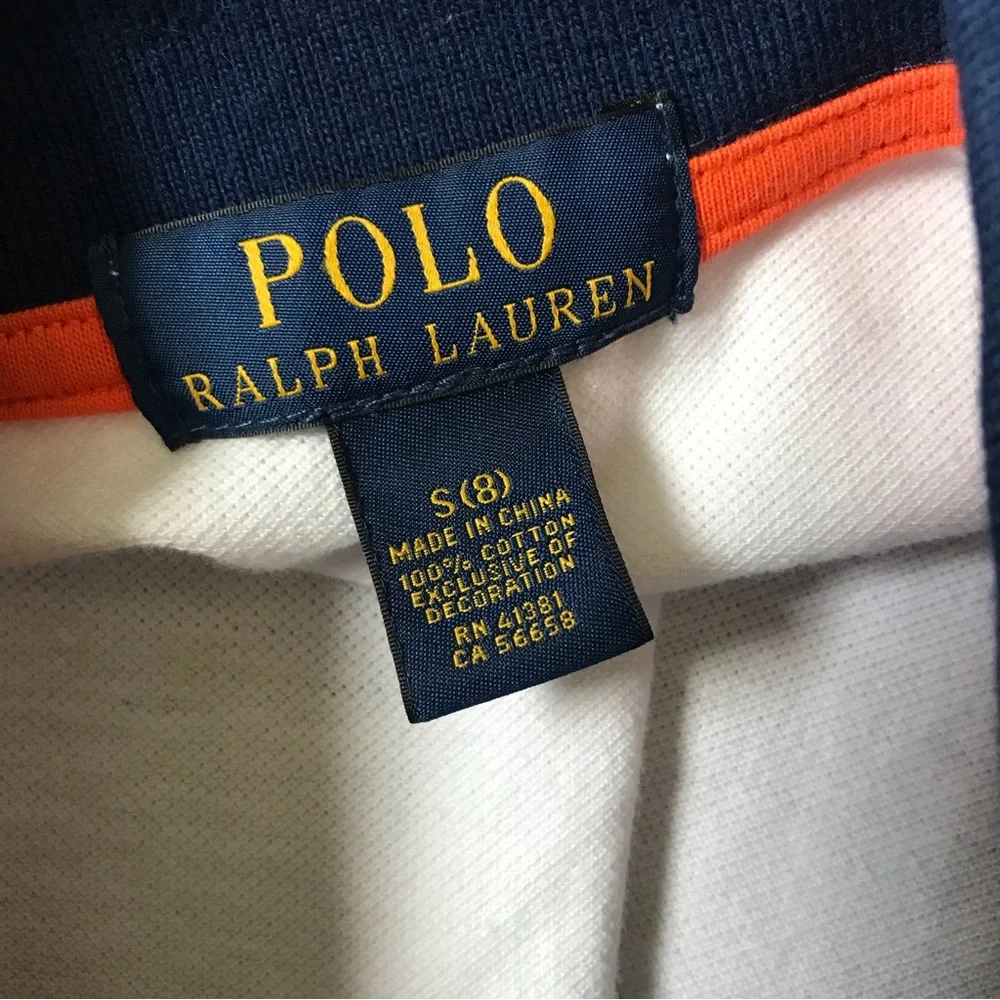 POLO
RALPH LAUREN
S(8)
MADE IN CHINA
100% COTTON
EXCLUSIVE OF
DECORATION
RN 41381
CA 56658